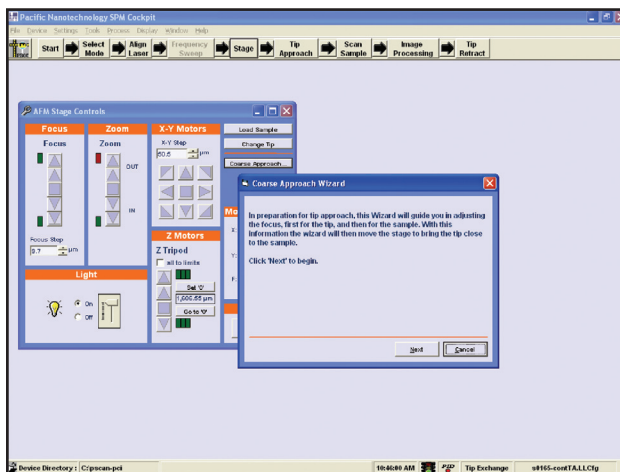 Pacific Nanotechnology SPM Cockpit
File Device Settings Tools Process Display Window Help
Start Select Mode Align Laser Frequency Sweep Stage Tip Approach Scan Sample Image Processing Tip Retract
AFM Stage Controls
Focus Zoom X-Y Motors Load Sample
Focus Zoom X-Y Step Change Tip
60.6 µm
OUT Coarse Approach...
IN
Focus Step
9.7 µm
Z Motors
Z Tripod
all to limits
Set '0'
1,606.55 µm
Go to '0'
Mo
X:
Y:
Light
On
Off
Coarse Approach Wizard
In preparation for tip approach, this Wizard will guide you in adjusting
the focus, first for the tip, and then for the sample. With this
information the wizard will then move the stage to bring the tip close
to the sample.
Click 'Next' to begin.
Next Cancel
Device Directory : C:\pscan-pci 10:46:00 AM PID Tip Exchange